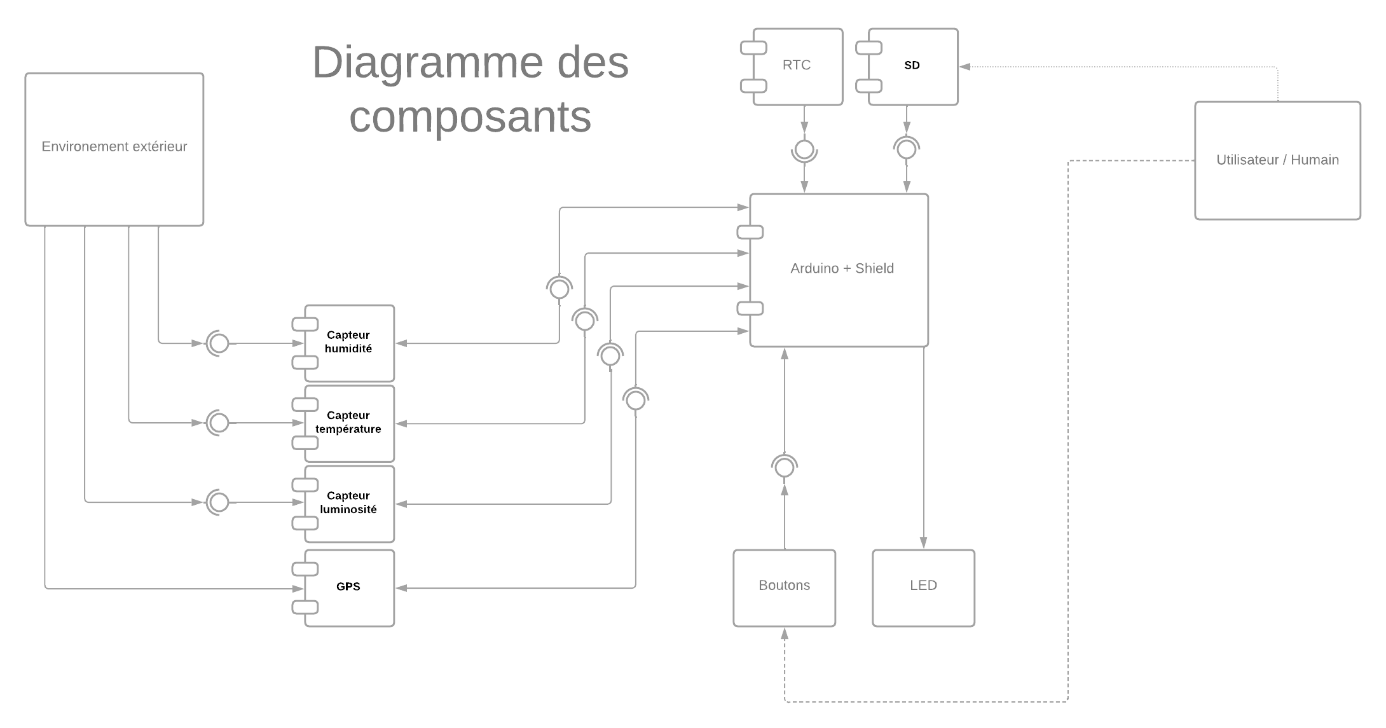 Diagramme des
composants
RTC
SD
Environement extérieur
Utilisateur / Humain
Arduino + Shield
Capteur
humidité
Capteur
température
Capteur
luminosité
GPS
Boutons
LED